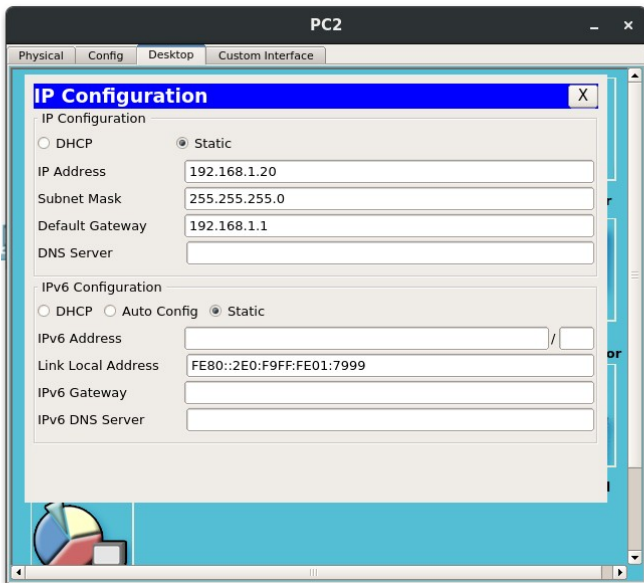 PC2
Physical Config Desktop Custom Interface
IP Configuration X
IP Configuration
DHCP Static
IP Address 192.168.1.20
Subnet Mask 255.255.255.0
Default Gateway 192.168.1.1
DNS Server
IPv6 Configuration
DHCP Auto Config Static
IPv6 Address /
Link Local Address FE80::2E0:F9FF:FE01:7999
IPv6 Gateway
IPv6 DNS Server